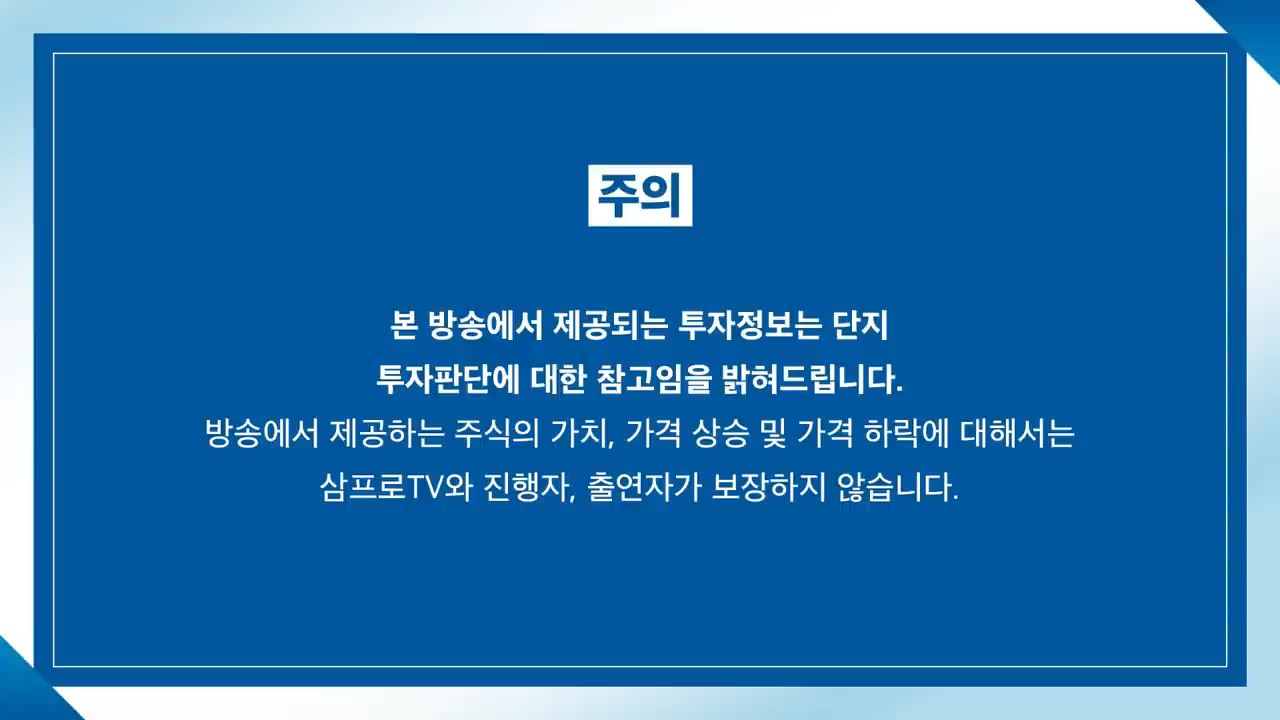 주의
본 방송에서 제공되는 투자정보는 단지
투자판단에 대한 참고임을 밝혀드립니다.
방송에서 제공하는 주식의 가치, 가격 상승 및 가격 하락에 대해서는
삼프로TV와 진행자, 출연자가 보장하지 않습니다.